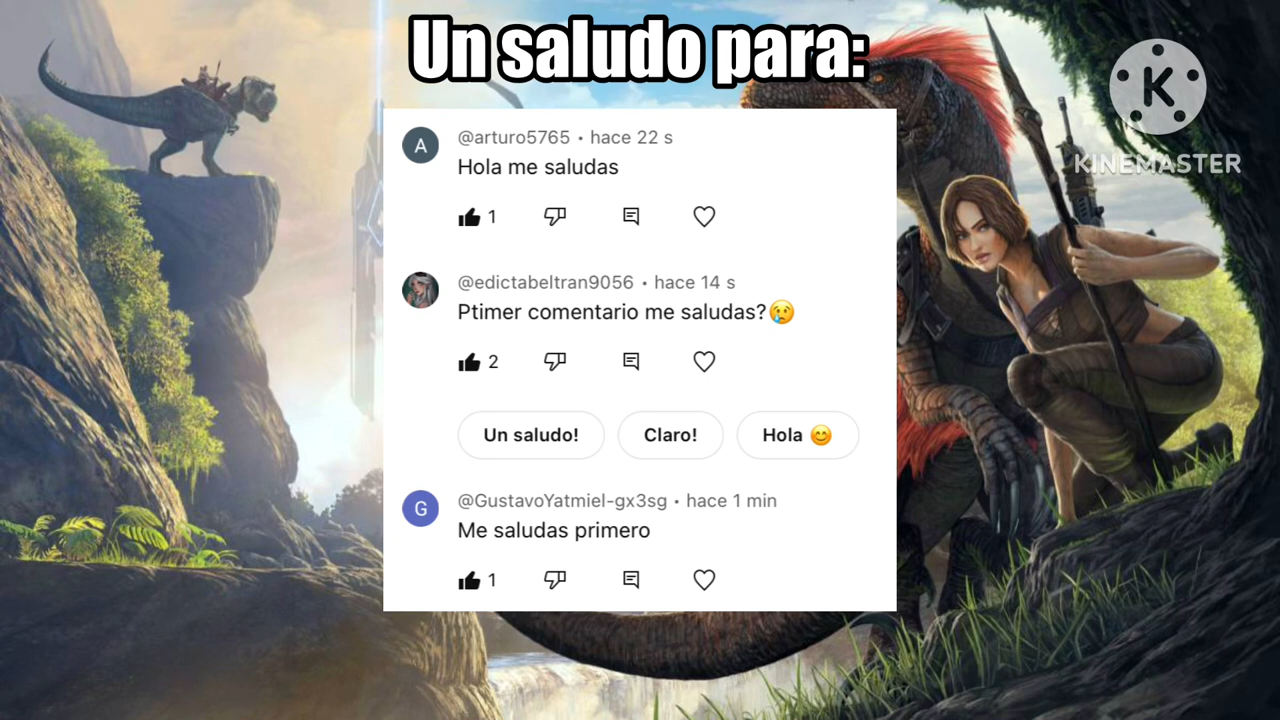 Un saludo para:
K
KINEMASTER
A
@arturo5765 • hace 22 s
Hola me saludas
1
@edictabeltran9056 • hace 14 s
Ptimer comentario me saludas?😢
2
Un saludo! Claro! Hola 😊
G
@GustavoYatmiel-gx3sg • hace 1 min
Me saludas primero
1